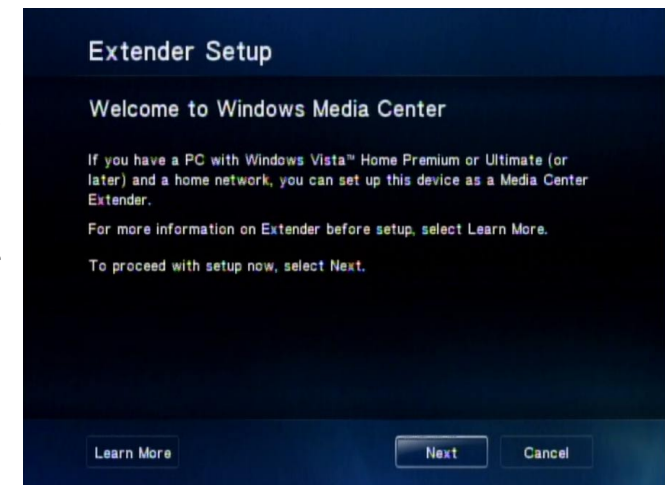 Extender Setup
Welcome to Windows Media Center
If you have a PC with Windows Vista™ Home Premium or Ultimate (or
later) and a home network, you can set up this device as a Media Center
Extender.
For more information on Extender before setup, select Learn More.
To proceed with setup now, select Next.
Learn More Next Cancel